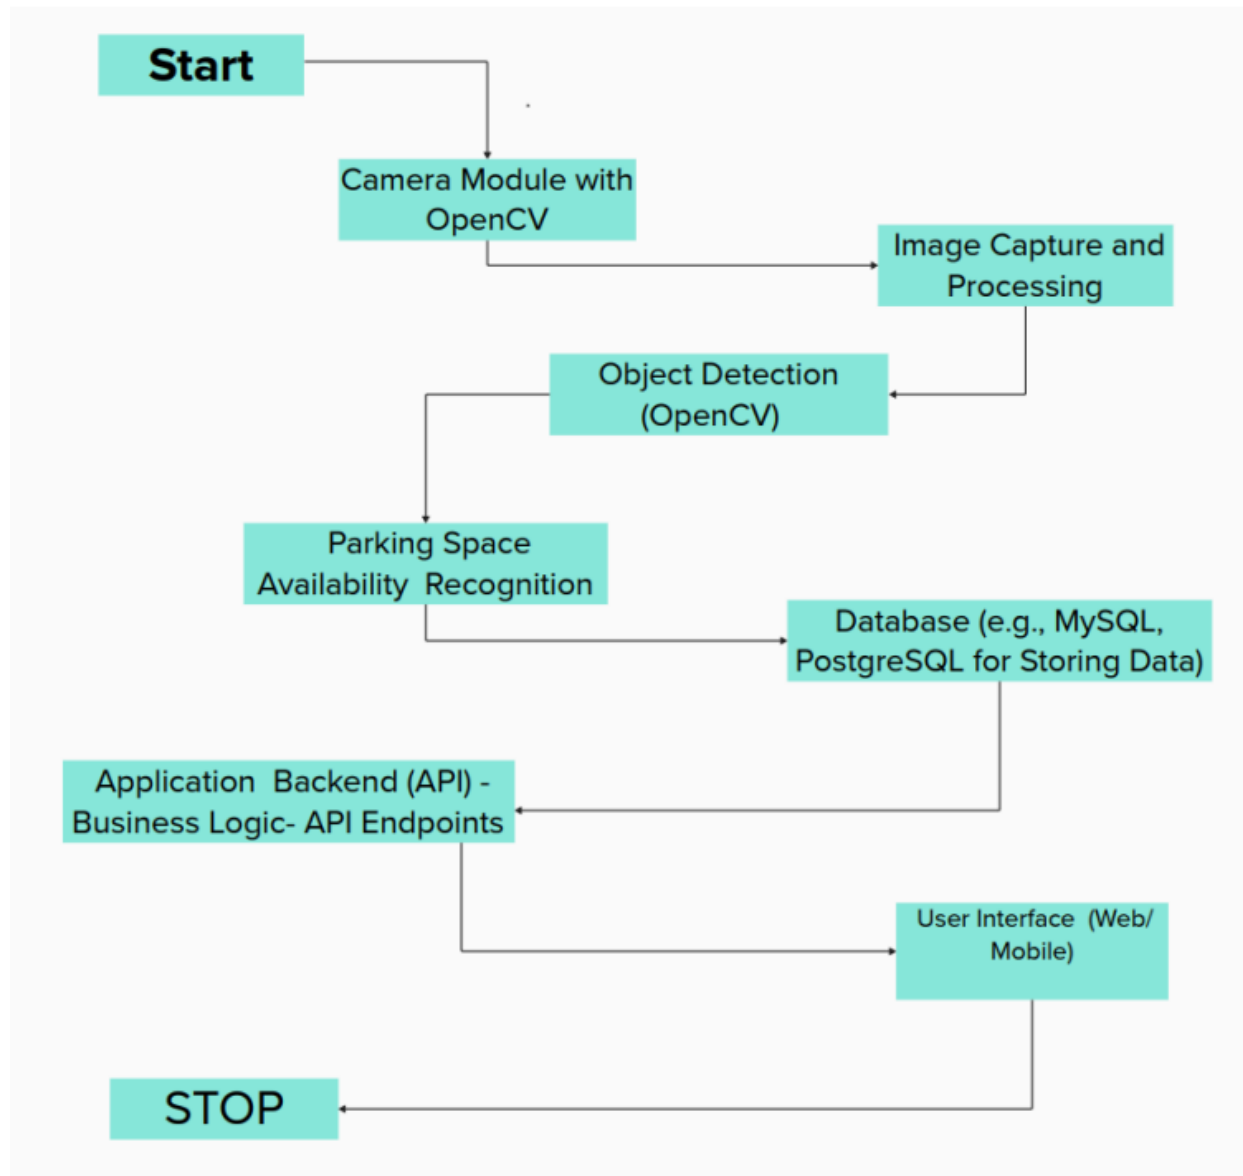 Start
Camera Module with
OpenCV
Image Capture and
Processing
Object Detection
(OpenCV)
Parking Space
Availability  Recognition
Database (e.g., MySQL,
PostgreSQL for Storing Data)
Application  Backend (API) -
Business Logic- API Endpoints
User Interface  (Web/
Mobile)
STOP